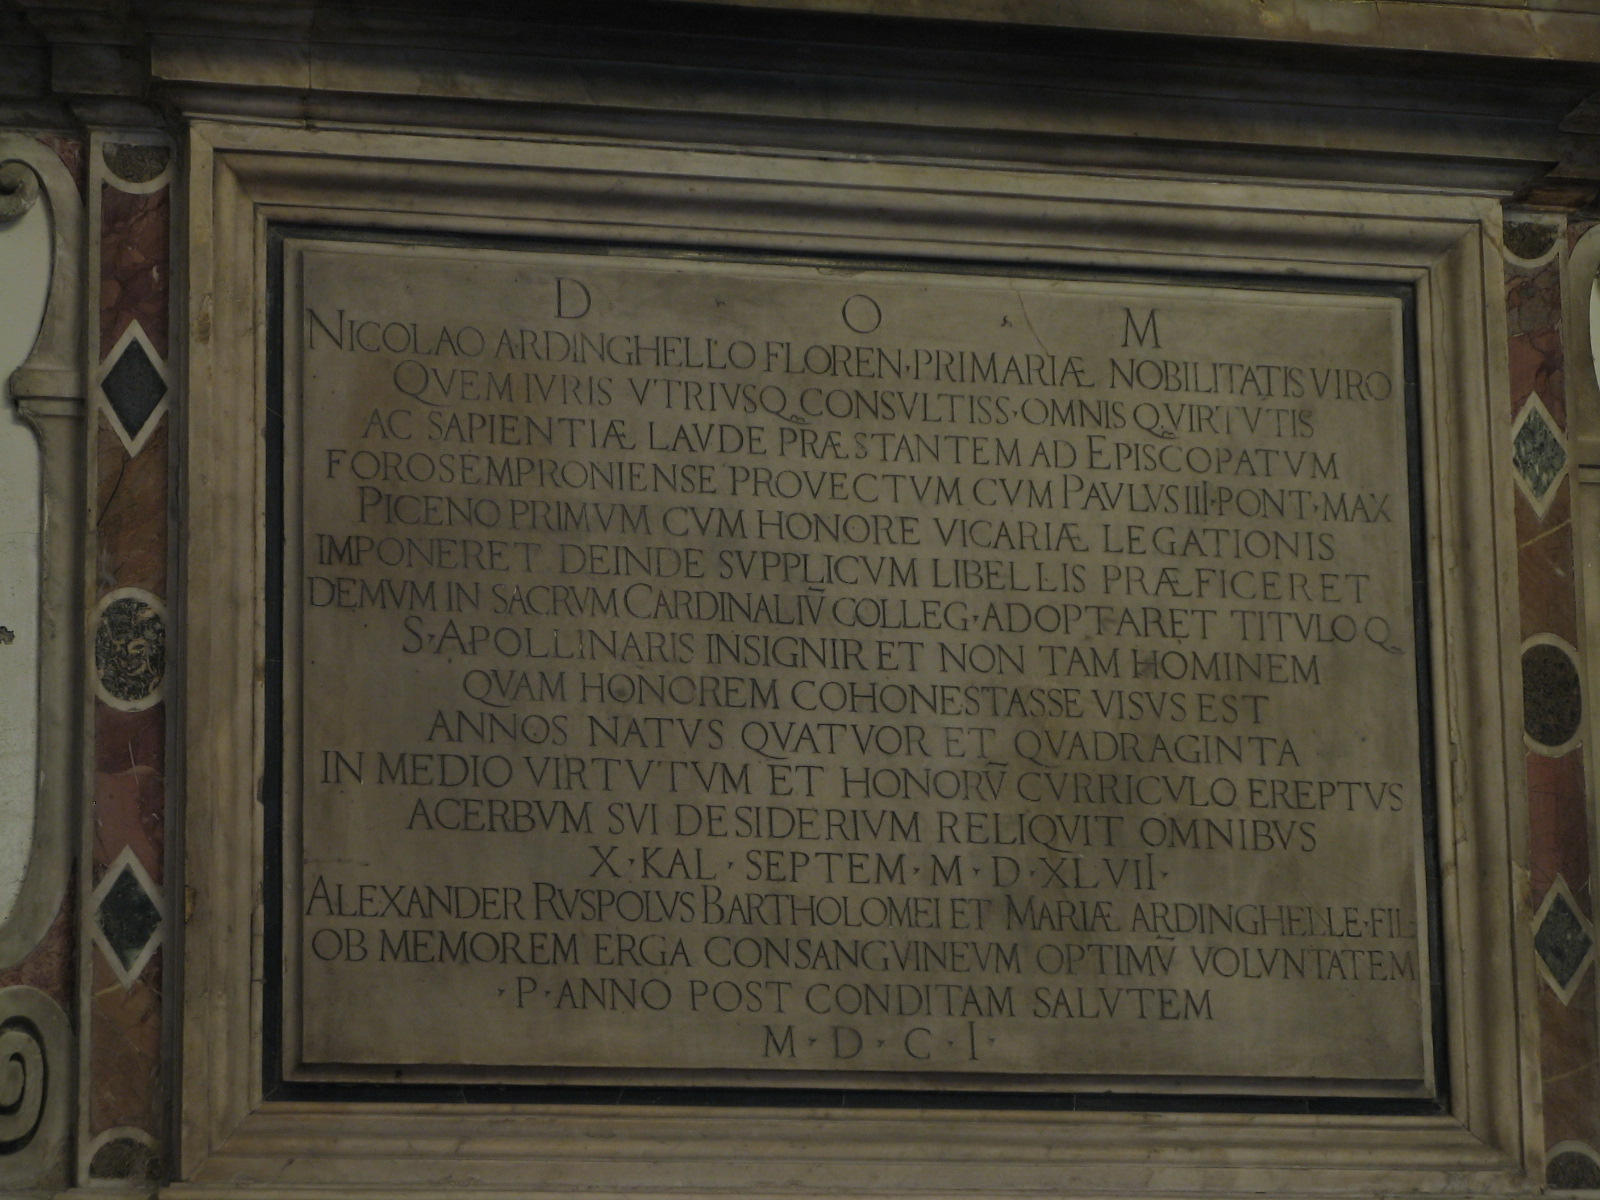 D · O · M
NICOLAO ARDINGHELLO FLOREN · PRIMARIÆ NOBILITATIS VIRO
QVEM IVRIS VTRIVSQ CONSVLTISS · OMNIS Q VIRTVTIS
AC SAPIENTIÆ LAVDE PRÆSTANTEM AD EPISCOPATVM
FOROSEMPRONIENSE PROVECTVM CVM PAVLVS III · PONT · MAX
PICENO PRIMVM CVM HONORE VICARIÆ LEGATIONIS
IMPONERET DEINDE SVPPLICVM LIBELLIS PRÆFICERET
DEMVM IN SACRVM CARDINALIV̄ COLLEG · ADOPTARET TITVLO Q
S · APOLLINARIS INSIGNIRET NON TAM HOMINEM
QVAM HONOREM COHONESTASSE VISVS EST
ANNOS NATVS QVATVOR ET QVADRAGINTA
IN MEDIO VIRTVTVM ET HONORV̄ CVRRICVLO EREPTVS
ACERBVM SVI DESIDERIVM RELIQVIT OMNIBVS
X · KAL · SEPTEM · M · D · XLVII ·
ALEXANDER RVSPOLVS BARTHOLOMEI ET MARIÆ ARDINGHELLE · FIL ·
OB MEMOREM ERGA CONSANGVINEVM OPTIMV̄ VOLVNTATEM
· P · ANNO POST CONDITAM SALVTEM
M · D · C · I ·